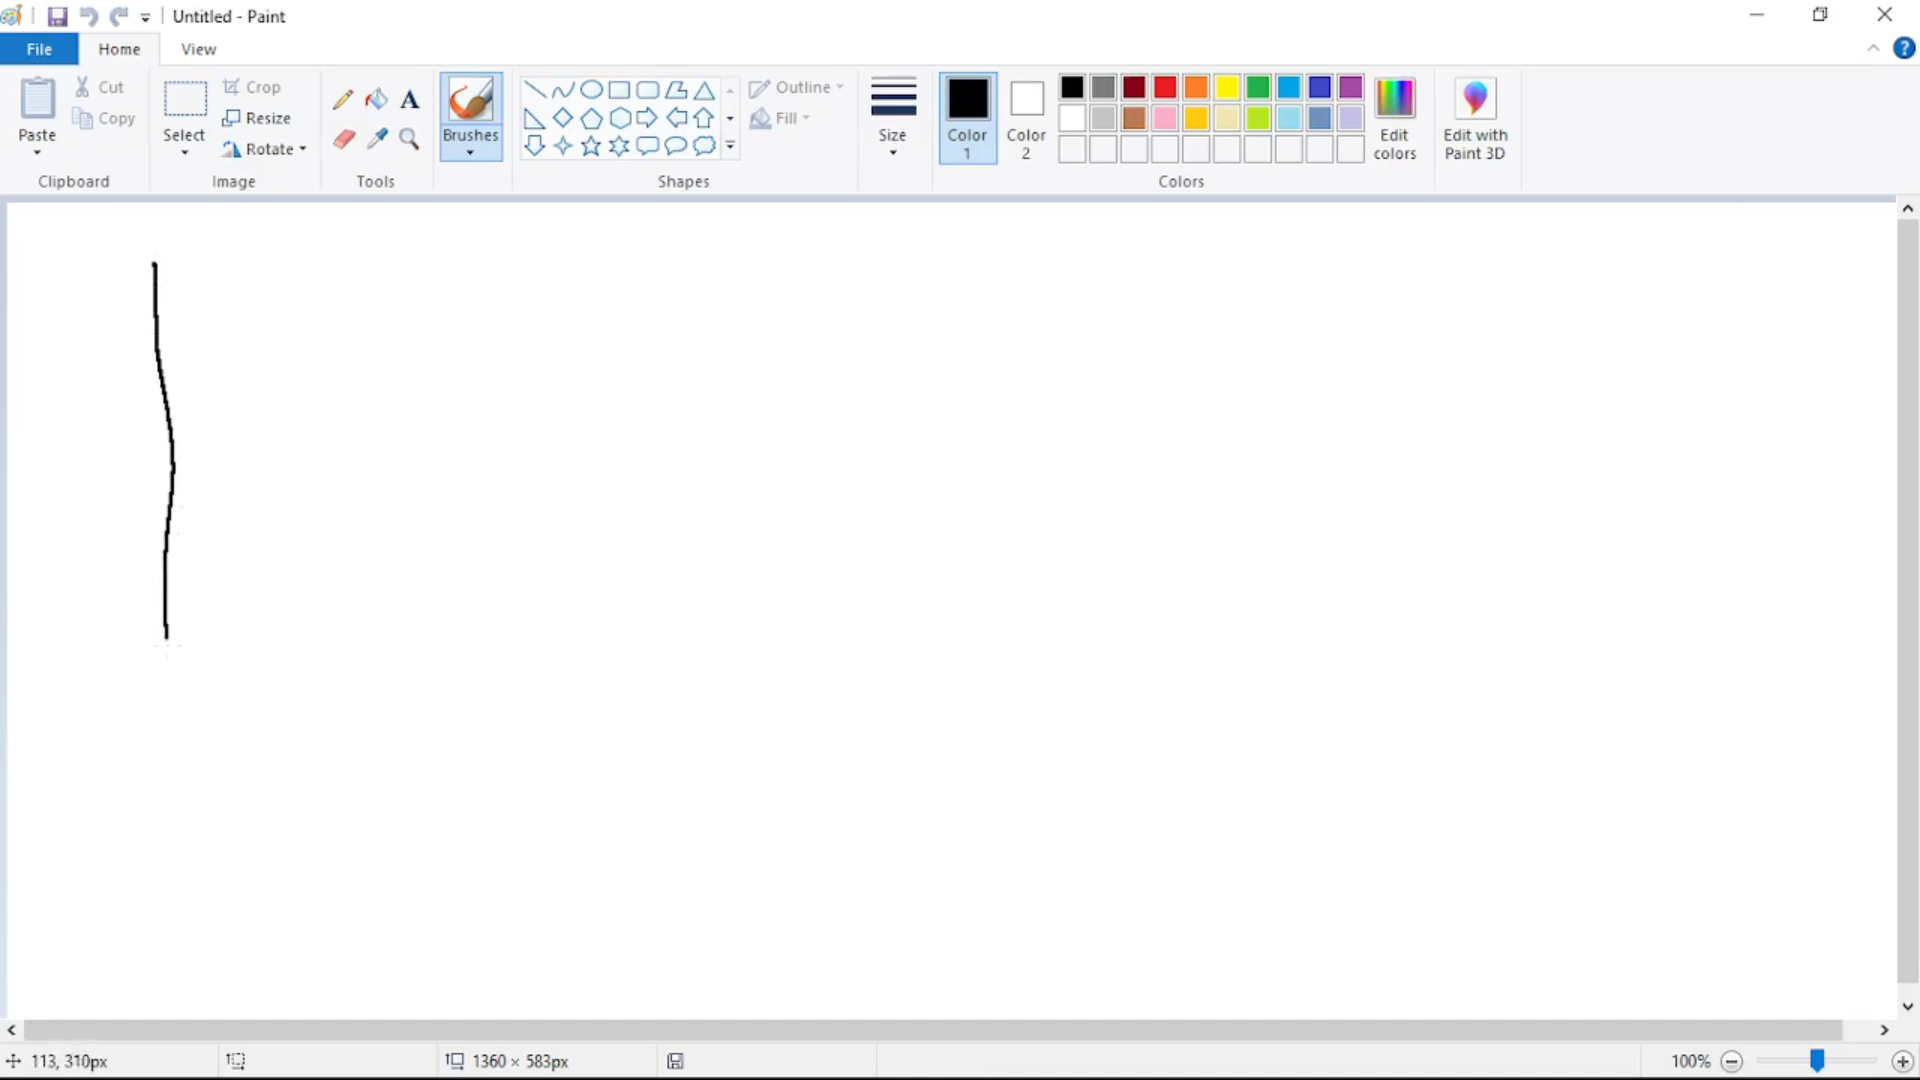 Untitled - Paint
File Home View
Paste Cut Copy Select Crop Resize Rotate A Brushes Outline Fill Size Color 1 Color 2 Edit colors Edit with Paint 3D
Clipboard Image Tools Shapes Colors
113, 310px 1360 × 583px 100%